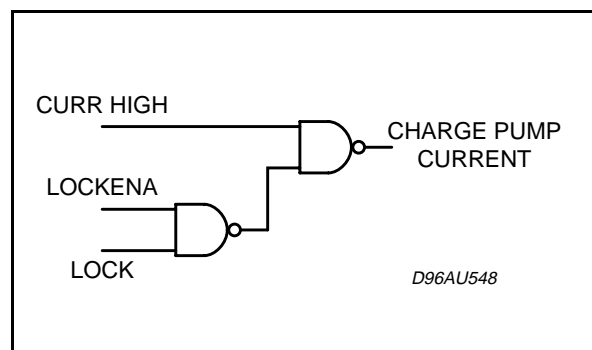 CURR HIGH
CHARGE PUMP
CURRENT
LOCKENA
LOCK
D96AU548